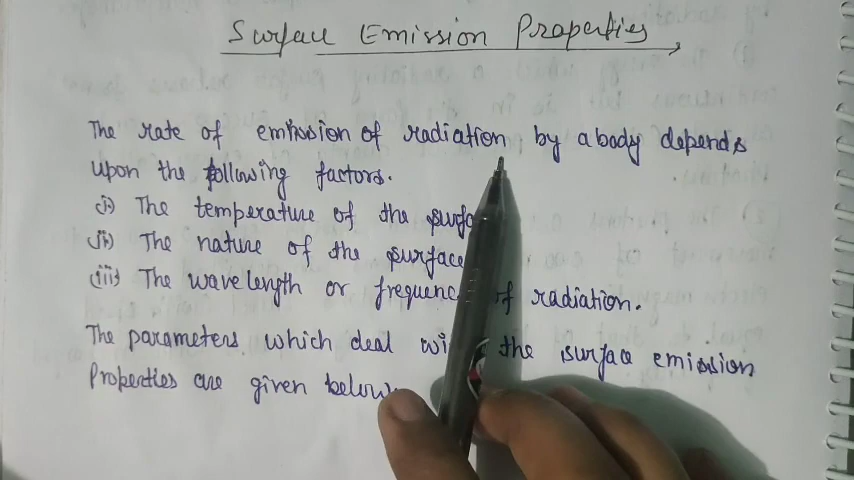 Surface Emission Properties
The rate of emission of radiation by a body depends
upon the following factors.
(i) The temperature of the
(ii) The nature of the surface
(iii) The wavelength or of radiation.
The parameters which deal the surface emission
Properties are given below